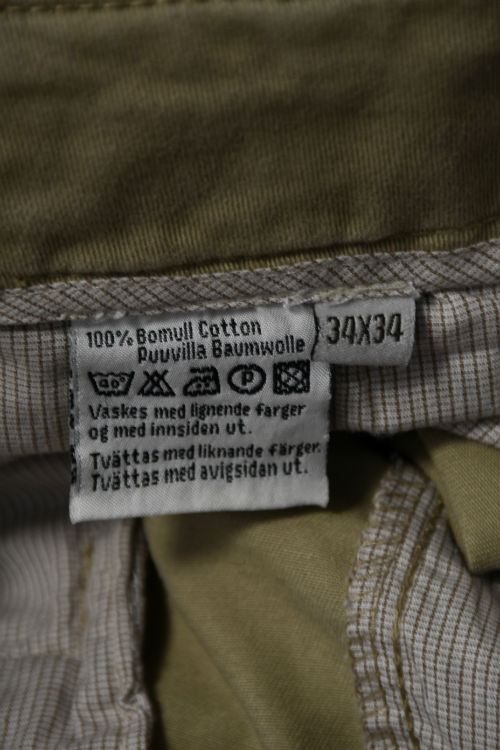 100% Bomull Cotton
Puuvilla Baumwolle
34X34
40°
P
Vaskes med lignende farger
og med innsiden ut.
Tvättas med liknande färger.
Tvättas med avigsidan ut.